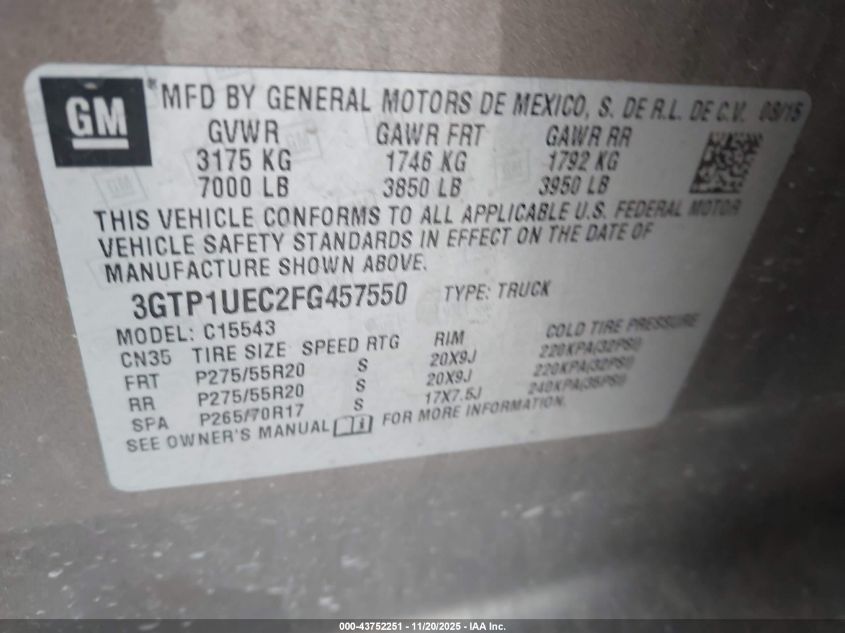 GM
MFD BY GENERAL MOTORS DE MEXICO, S. DE R.L. DE C.V. 08/15
GVWR GAWR FRT GAWR RR
3175 KG 1746 KG 1792 KG
7000 LB 3850 LB 3950 LB
THIS VEHICLE CONFORMS TO ALL APPLICABLE U.S. FEDERAL MOTOR
VEHICLE SAFETY STANDARDS IN EFFECT ON THE DATE OF
MANUFACTURE SHOWN ABOVE.
3GTP1UEC2FG457550 TYPE: TRUCK
MODEL: C15543
CN35 TIRE SIZE SPEED RTG RIM COLD TIRE PRESSURE
FRT P275/55R20 S 20X9J 220KPA(32PSI)
RR P275/55R20 S 20X9J 220KPA(32PSI)
SPA P265/70R17 S 17X7.5J 240KPA(35PSI)
SEE OWNER'S MANUAL FOR MORE INFORMATION.
000-43752251 - 11/20/2025 - IAA Inc.